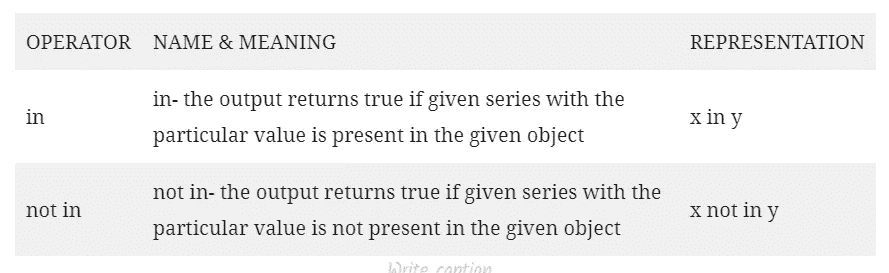 OPERATOR NAME & MEANING REPRESENTATION
in- the output returns true if given series with the
in x in y
particular value is present in the given object
not in- the output returns true if given series with the
not in x not in y
particular value is not present in the given object
Write caption